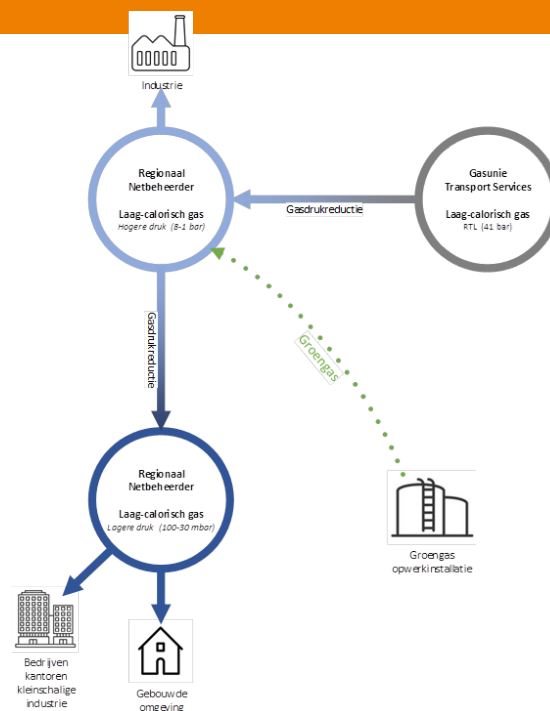 Industrie
Regionaal
Netbeheerder
Laag-calorisch gas
Hogere druk (8-1 bar)
Gasdrukreductie
Gasunie
Transport Services
Laag-calorisch gas
RTL (41 bar)
Gasdrukreductie
Groengas
Regionaal
Netbeheerder
Laag-calorisch gas
Lagere druk (100-30 mbar)
Groengas
opwerkinstallatie
Bedrijven
kantoren
kleinschalige
industrie
Gebouwde
omgeving